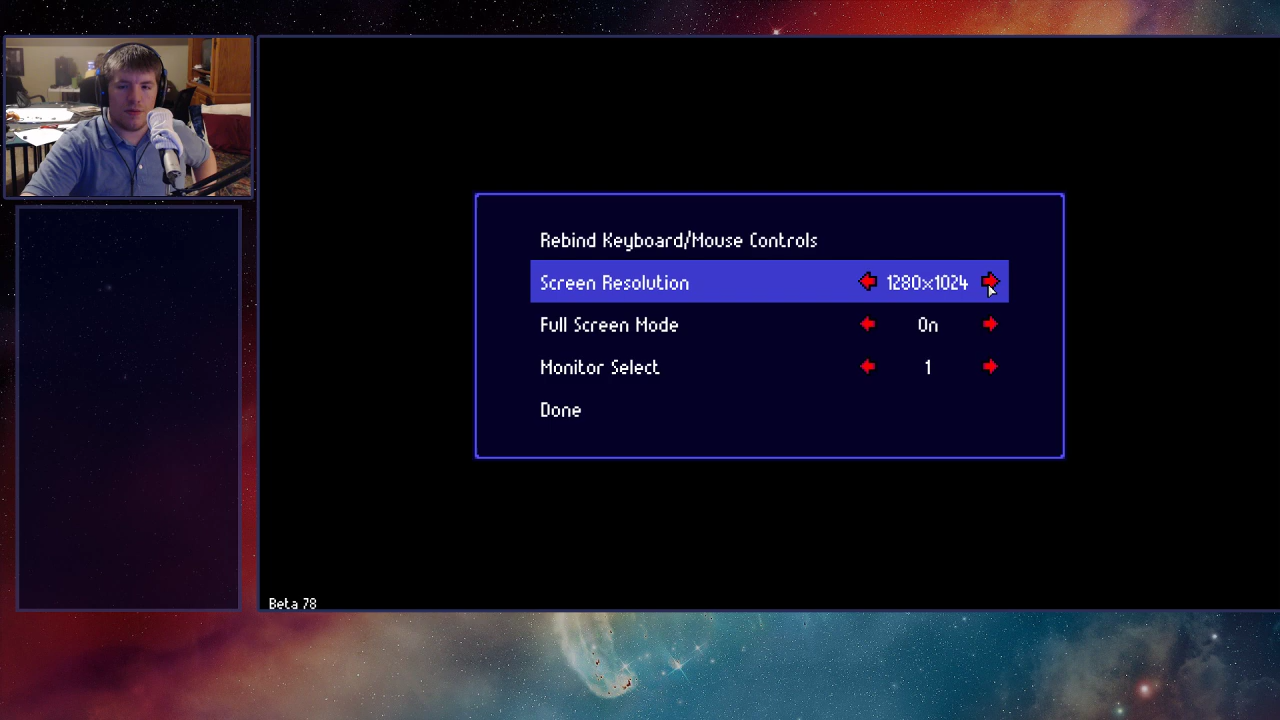 Rebind Keyboard/Mouse Controls
Screen Resolution 1280x1024
Full Screen Mode On
Monitor Select 1
Done
Beta 78